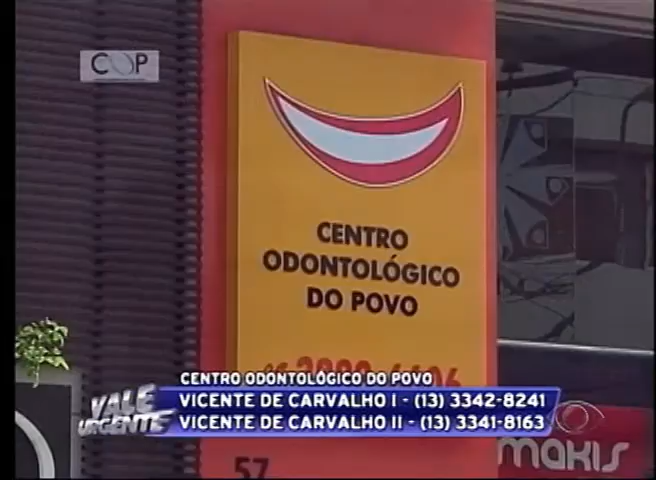 COP
CENTRO
ODONTOLÓGICO
DO POVO
CENTRO ODONTOLÓGICO DO POVO
VALE URGENTE
VICENTE DE CARVALHO I - (13) 3342-8241
VICENTE DE CARVALHO II - (13) 3341-8163
makis
57